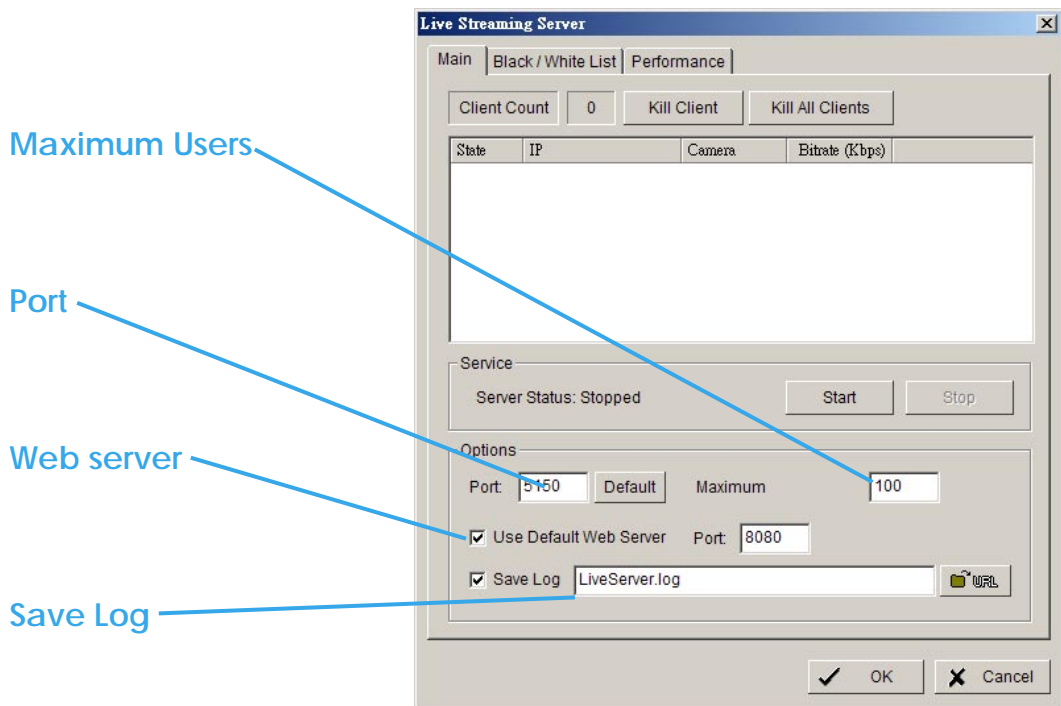 Live Streaming Server
Main Black / White List Performance
Client Count 0 Kill Client Kill All Clients
Maximum Users
State IP Camera Bitrate (Kbps)
Port
Service
Server Status: Stopped Start Stop
Web server
Options
Port: 5150 Default Maximum 100
Use Default Web Server Port: 8080
Save Log LiveServer.log URL
Save Log
OK Cancel